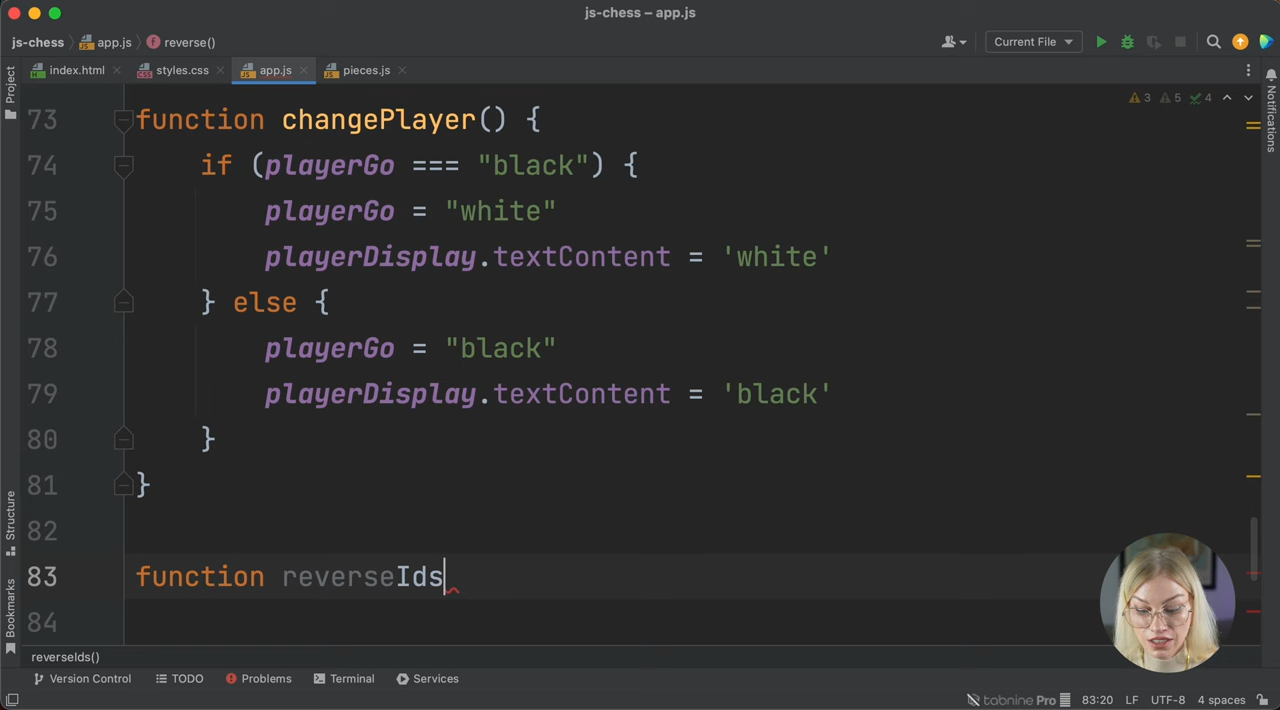 js-chess – app.js
js-chess app.js reverse() Current File
index.html styles.css app.js pieces.js
Project
Notifications
Structure
Bookmarks
3 5 4
73 function changePlayer() {
74 if (playerGo === "black") {
75 playerGo = "white"
76 playerDisplay.textContent = 'white'
77 } else {
78 playerGo = "black"
79 playerDisplay.textContent = 'black'
80 }
81 }
82
83 function reverseIds
84
reverseIds()
Version Control TODO Problems Terminal Services
tabnine Pro 83:20 LF UTF-8 4 spaces